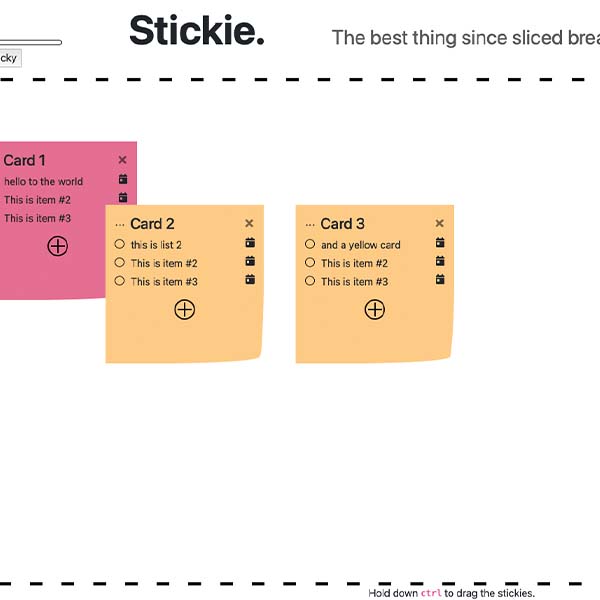 Stickie.
The best thing since sliced brea
cky
Card 1
hello to the world
This is item #2
This is item #3
... Card 2
this is list 2
This is item #2
This is item #3
... Card 3
and a yellow card
This is item #2
This is item #3
Hold down ctrl to drag the stickies.